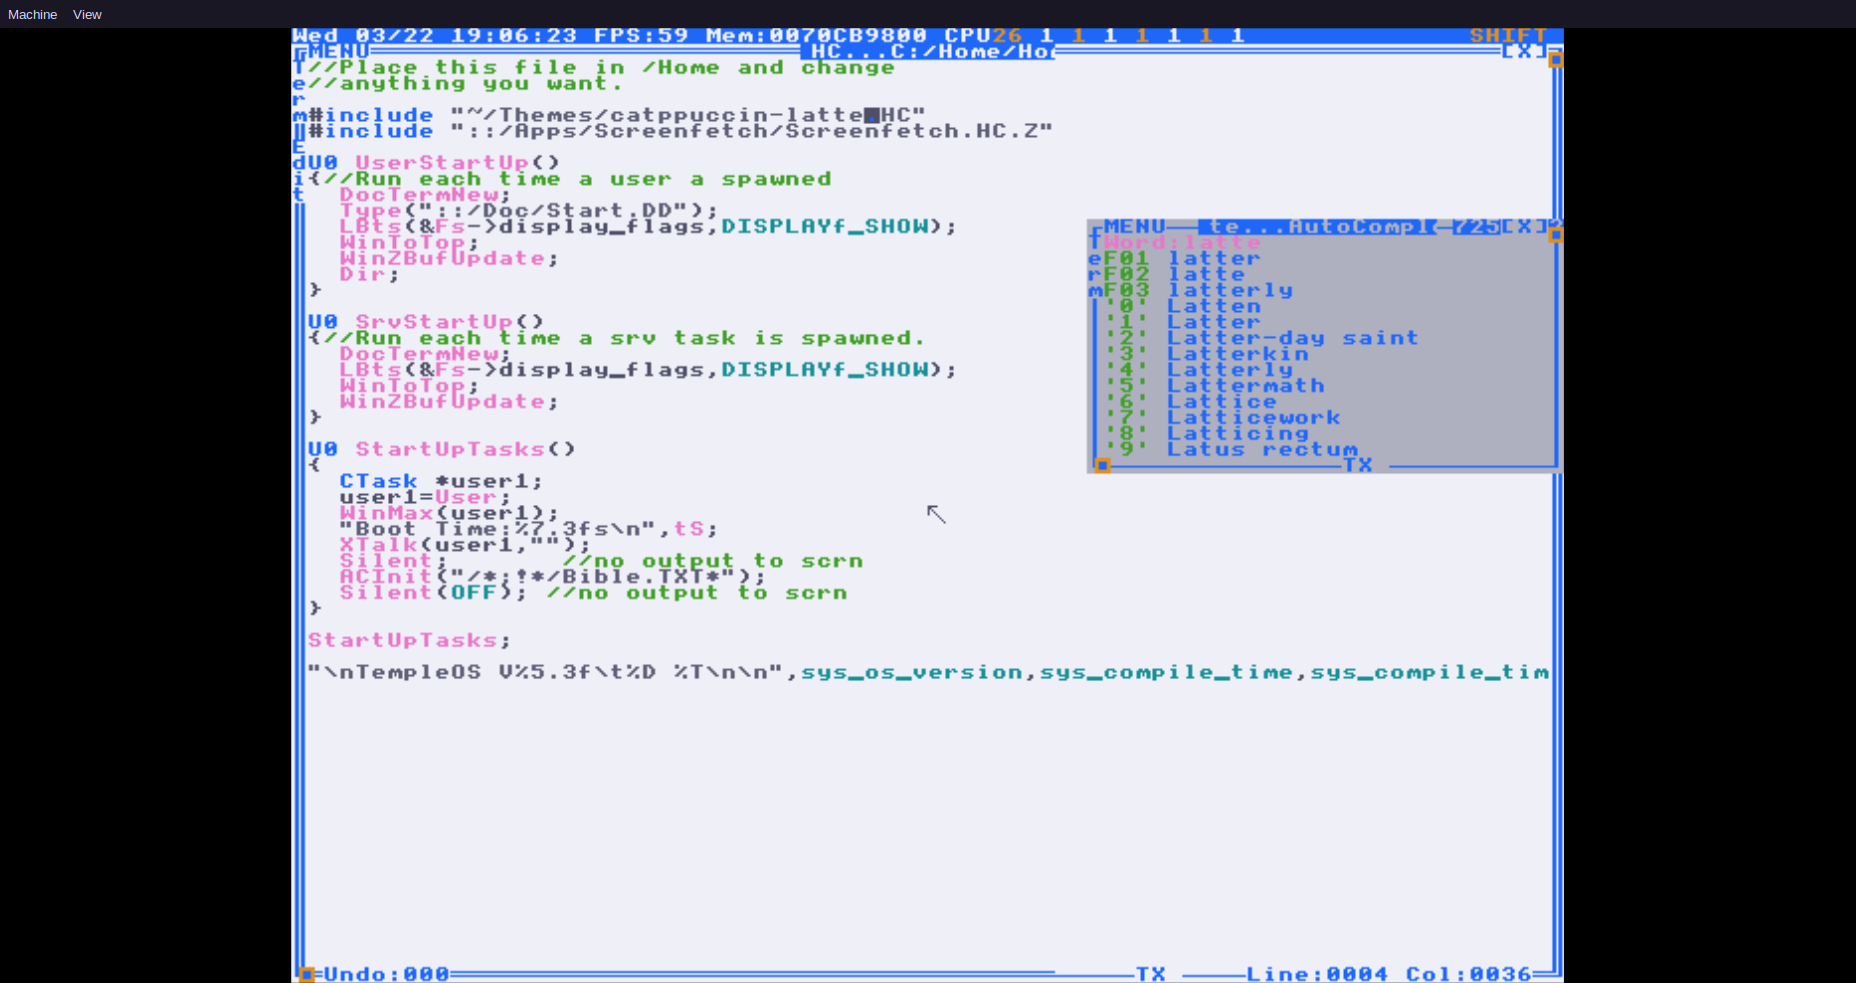 Machine View
Wed 03/22 19:06:23 FPS:59 Mem:0070CB9800 CPU26 1 1 1 1 1 1 1 SHIFT
MENU HC...C:/Home/Ho [X]
Term Edit
//Place this file in /Home and change
//anything you want.
#include "~/Themes/catppuccin-latte.HC"
#include "::/Apps/Screenfetch/Screenfetch.HC.Z"
U0 UserStartUp()
{//Run each time a user a spawned
DocTermNew;
Type("::/Doc/Start.DD");
LBts(&Fs->display_flags,DISPLAYf_SHOW);
WinToTop;
WinZBufUpdate;
Dir;
}
U0 SrvStartUp()
{//Run each time a srv task is spawned.
DocTermNew;
LBts(&Fs->display_flags,DISPLAYf_SHOW);
WinToTop;
WinZBufUpdate;
}
U0 StartUpTasks()
{
CTask *user1;
user1=User;
WinMax(user1);
"Boot Time:%7.3fs\n",tS;
XTalk(user1,"");
Silent; //no output to scrn
ACInit("/*;!*/Bible.TXT*");
Silent(OFF); //no output to scrn
}
StartUpTasks;
"\nTempleOS V%5.3f\t%D %T\n\n",sys_os_version,sys_compile_time,sys_compile_tim
MENU te...AutoCompl 725[X]
Term
Word:latte
F01 latter
F02 latte
F03 latterly
'0' Latten
'1' Latter
'2' Latter-day saint
'3' Latterkin
'4' Latterly
'5' Lattermath
'6' Lattice
'7' Latticework
'8' Latticing
'9' Latus rectum
TX
Undo:000 TX Line:0004 Col:0036